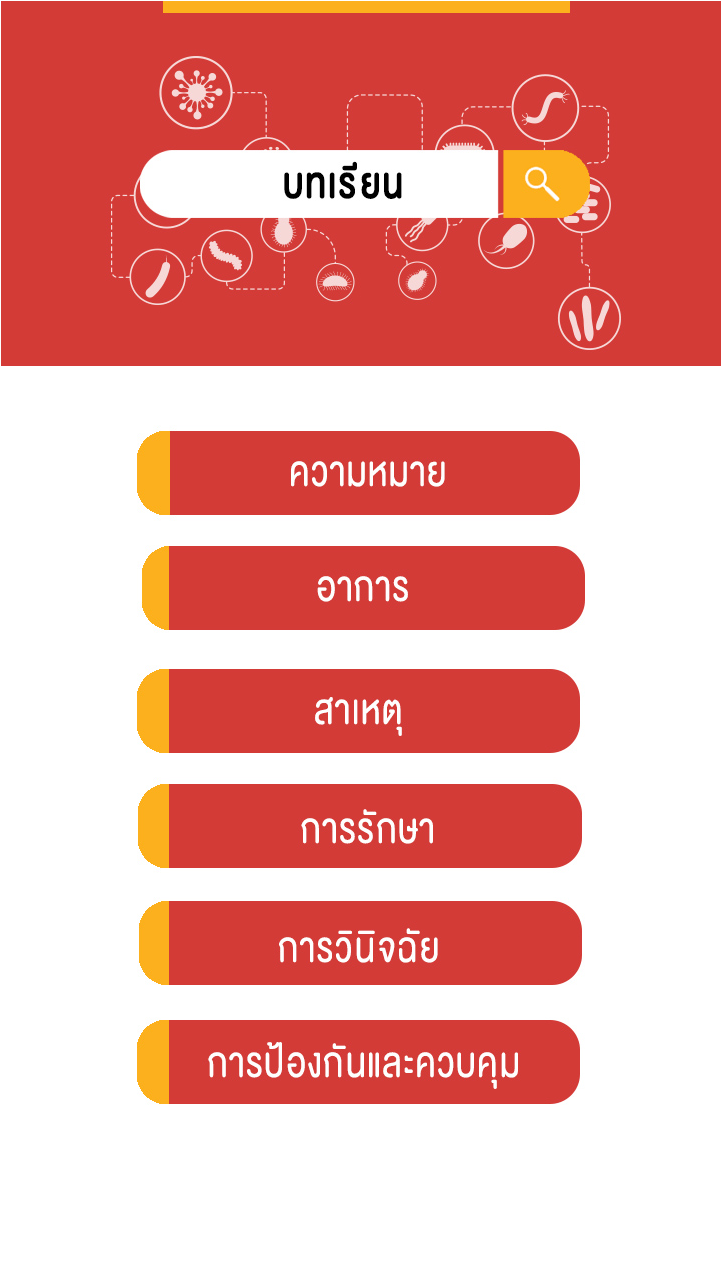 บทเรียน
ความหมาย
อาการ
สาเหตุ
การรักษา
การวินิจฉัย
การป้องกันและควบคุม